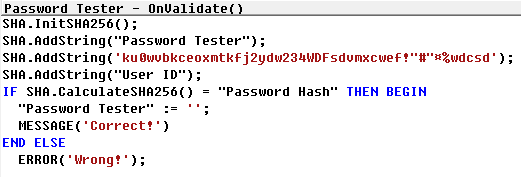 Password Tester - OnValidate()
SHA.InitSHA256();
SHA.AddString("Password Tester");
SHA.AddString('ku0wvbkceoxmtkfj2ydw234WDFsdvmxcwef!"#"¤%wdcsd');
SHA.AddString("User ID");
IF SHA.CalculateSHA256() = "Password Hash" THEN BEGIN
  "Password Tester" := '';
  MESSAGE('Correct!')
END ELSE
  ERROR('Wrong!');